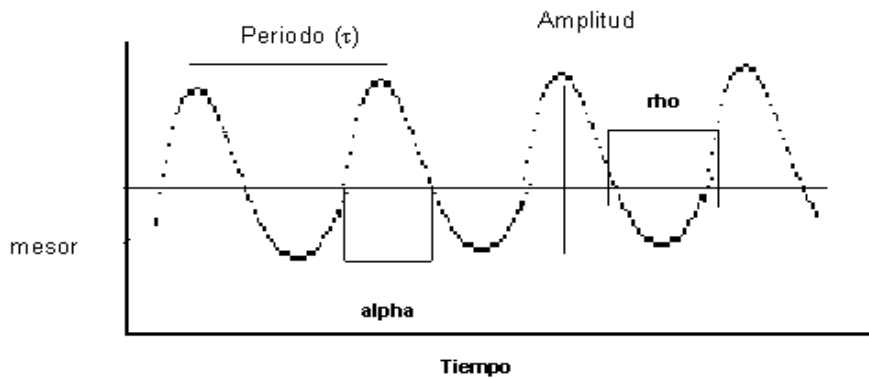 Amplitud
Periodo (τ)
rho
mesor
alpha
Tiempo